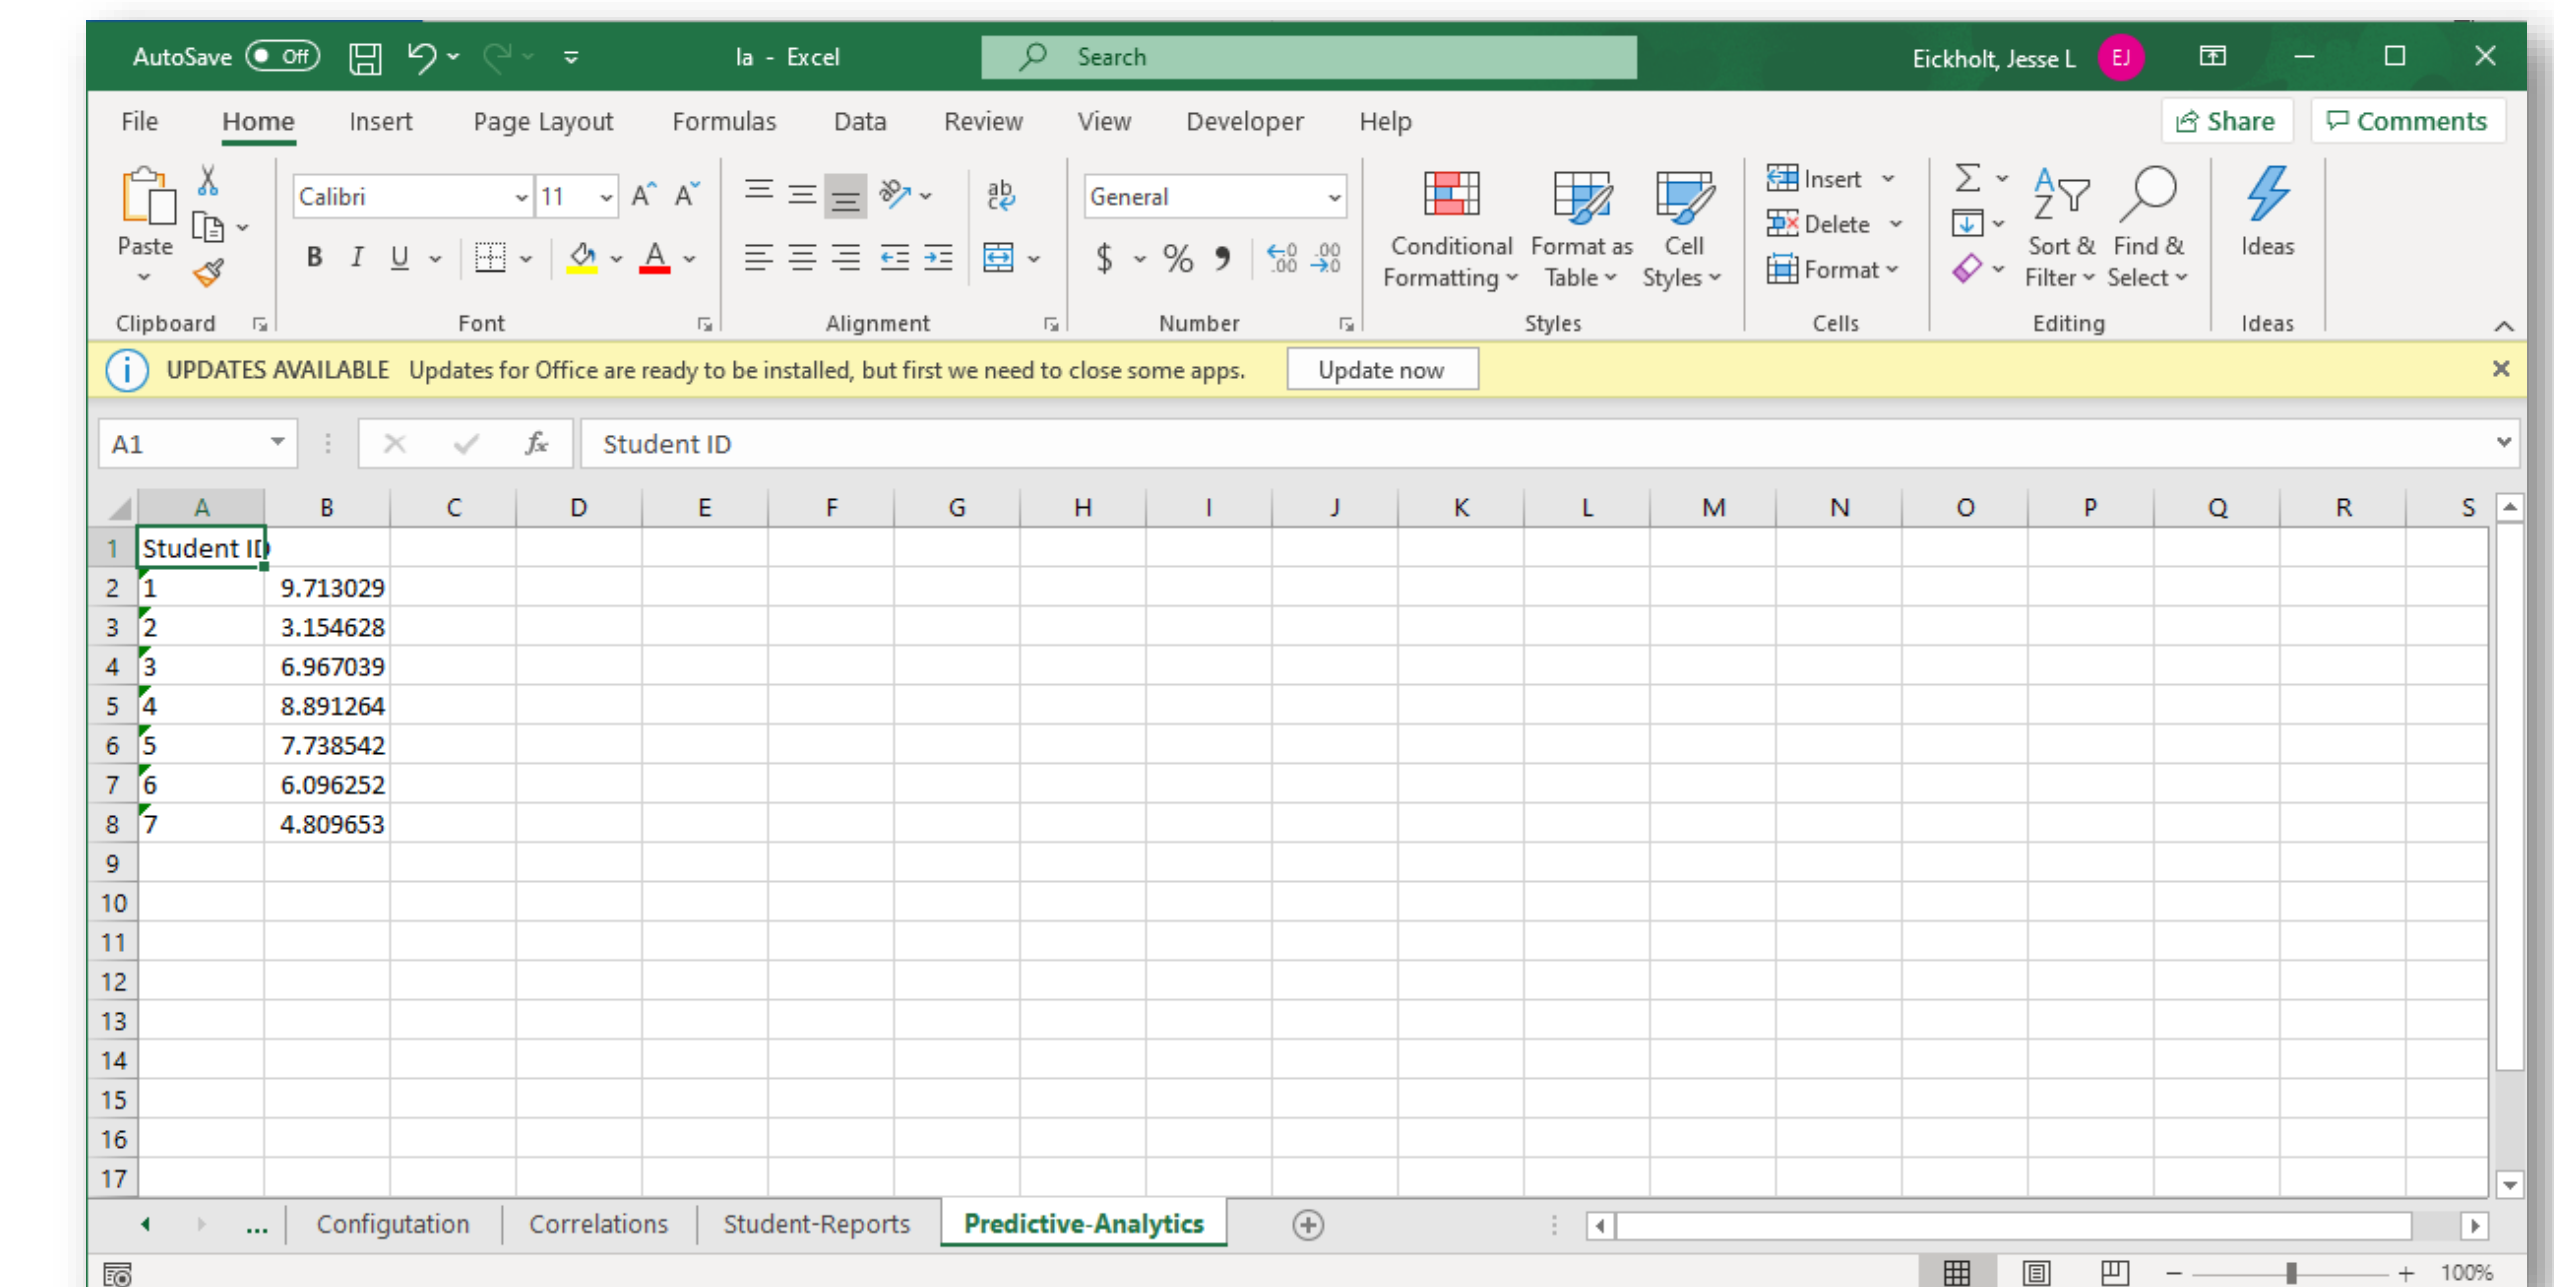 AutoSave Off la - Excel Search Eickholt, Jesse L EJ
File Home Insert Page Layout Formulas Data Review View Developer Help Share Comments
Paste
Calibri 11 General
Conditional Formatting
Format as Table
Cell Styles
Insert
Delete
Format
Sort & Filter
Find & Select
Ideas
Clipboard Font Alignment Number Styles Cells Editing Ideas
UPDATES AVAILABLE Updates for Office are ready to be installed, but first we need to close some apps. Update now
A1 fx Student ID
A B C D E F G H I J K L M N O P Q R S
1 Student ID
2 1 9.713029
3 2 3.154628
4 3 6.967039
5 4 8.891264
6 5 7.738542
7 6 6.096252
8 7 4.809653
9
10
11
12
13
14
15
16
17
... Configutation Correlations Student-Reports Predictive-Analytics
100%